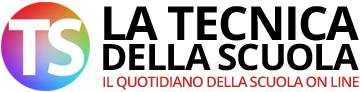 TS
LA TECNICA
DELLA SCUOLA
IL QUOTIDIANO DELLA SCUOLA ON LINE